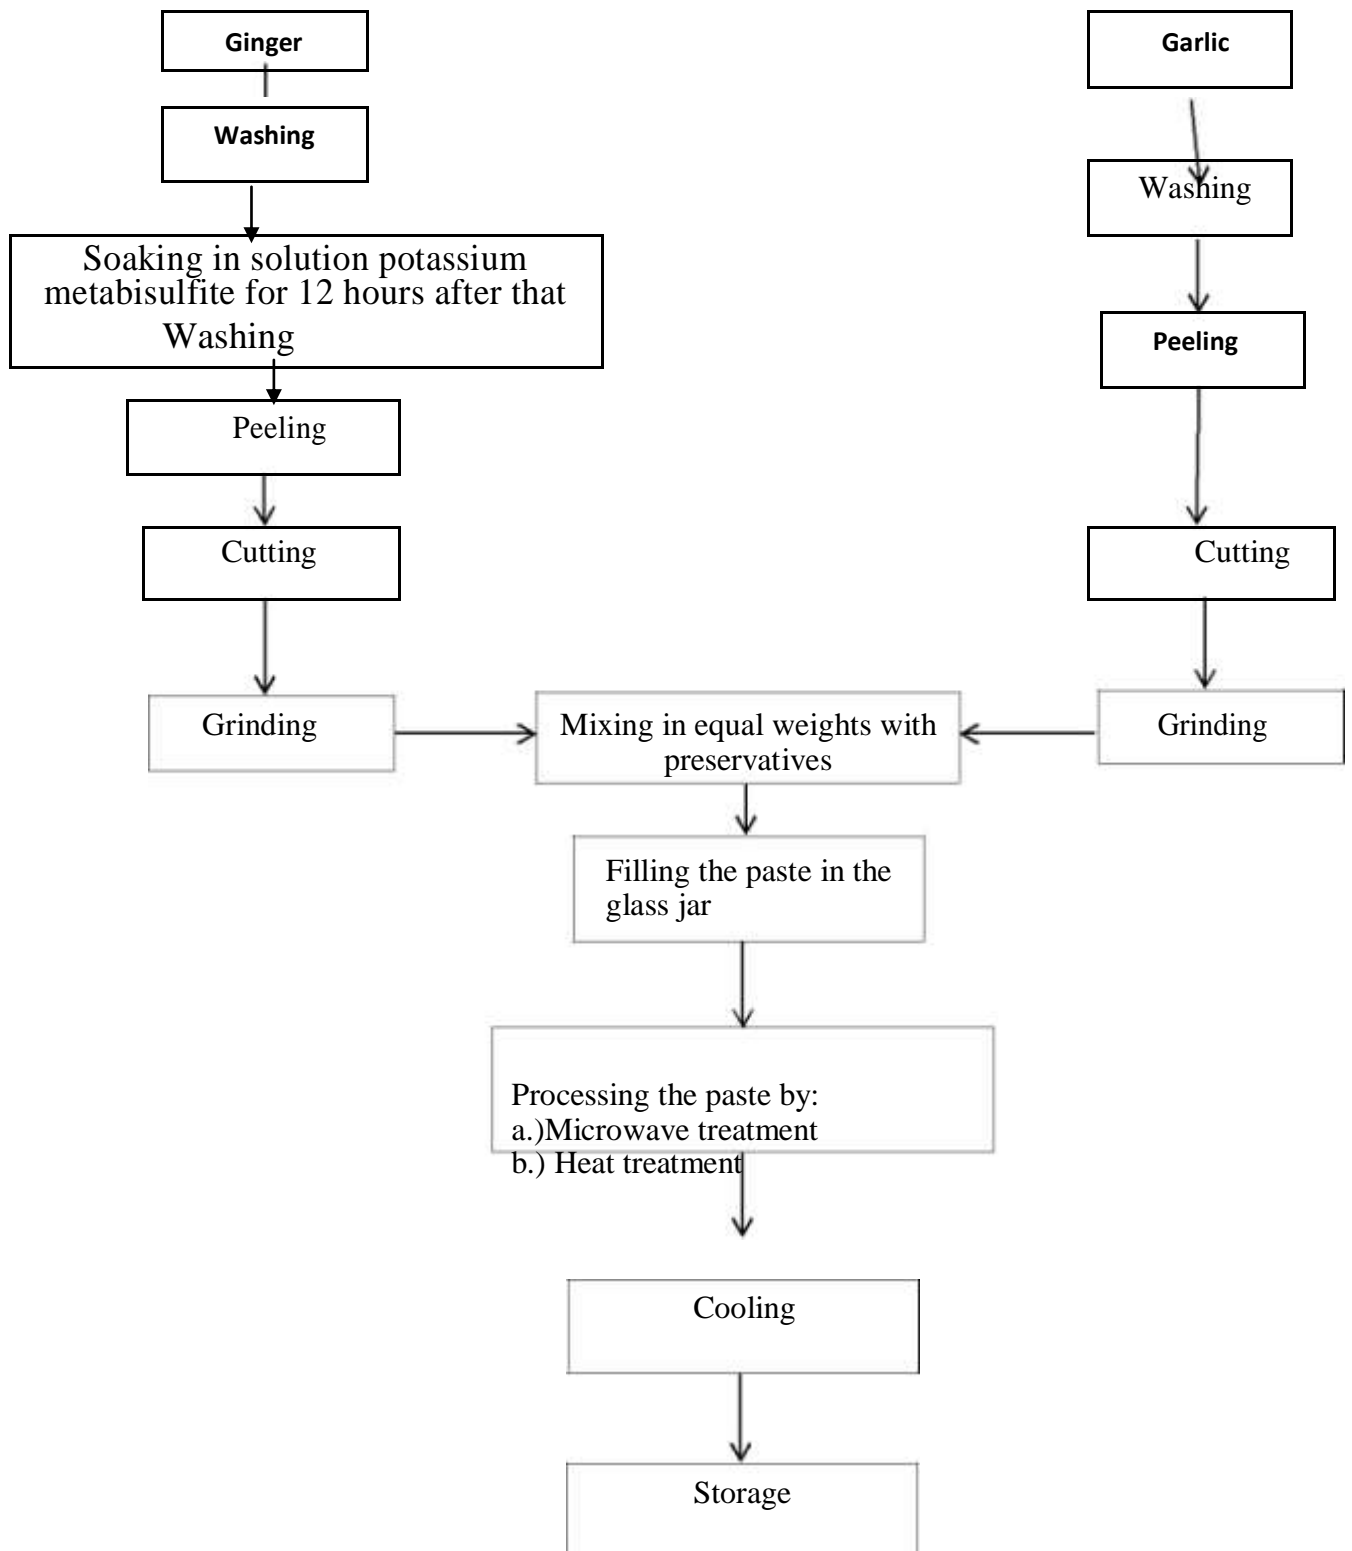 Ginger
Washing
Soaking in solution potassium
metabisulfite for 12 hours after that
Washing
Peeling
Cutting
Grinding
Garlic
Washing
Peeling
Cutting
Grinding
Mixing in equal weights with
preservatives
Filling the paste in the
glass jar
Processing the paste by:
a.)Microwave treatment
b.) Heat treatment
Cooling
Storage